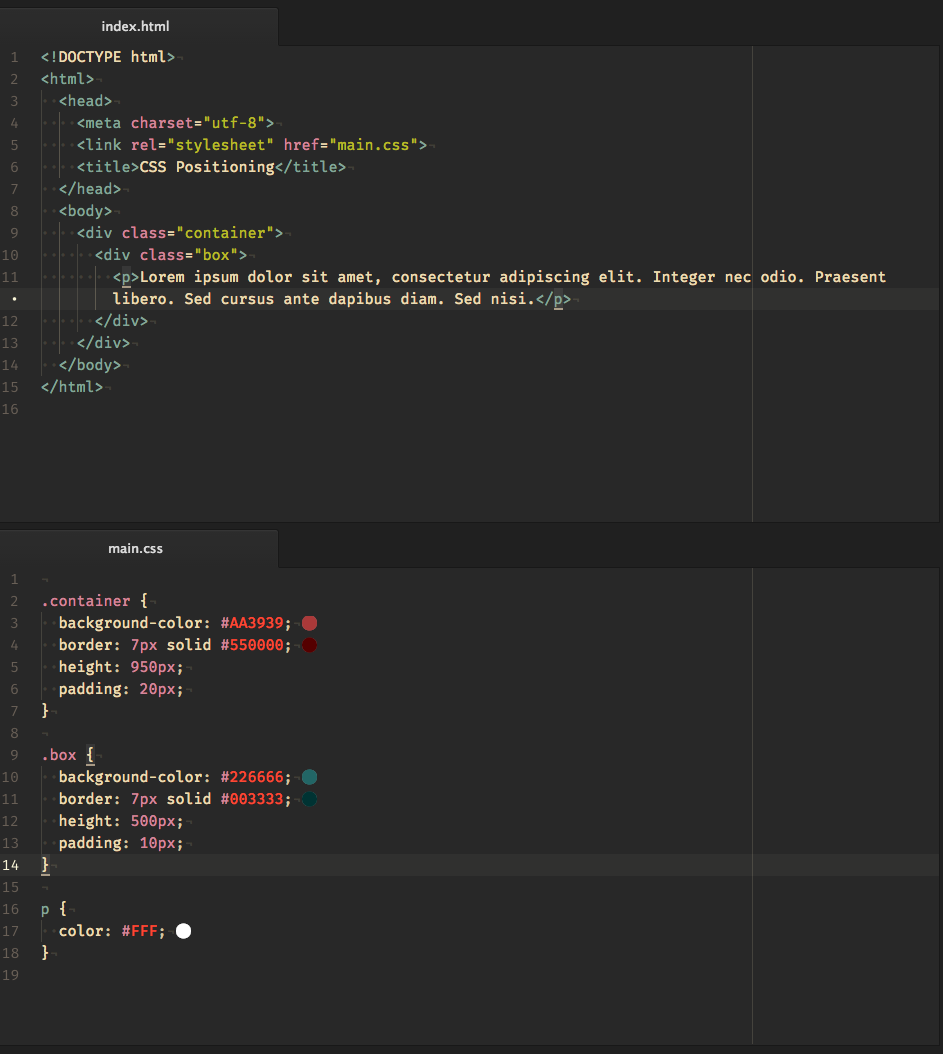 index.html
1 <!DOCTYPE html>
2 <html>
3 <head>
4 <meta charset="utf-8">
5 <link rel="stylesheet" href="main.css">
6 <title>CSS Positioning</title>
7 </head>
8 <body>
9 <div class="container">
10 <div class="box">
11 <p>Lorem ipsum dolor sit amet, consectetur adipiscing elit. Integer nec odio. Praesent
• libero. Sed cursus ante dapibus diam. Sed nisi.</p>
12 </div>
13 </div>
14 </body>
15 </html>
16
main.css
1
2 .container {
3 background-color: #AA3939;
4 border: 7px solid #550000;
5 height: 950px;
6 padding: 20px;
7 }
8
9 .box {
10 background-color: #226666;
11 border: 7px solid #003333;
12 height: 500px;
13 padding: 10px;
14 }
15
16 p {
17 color: #FFF;
18 }
19